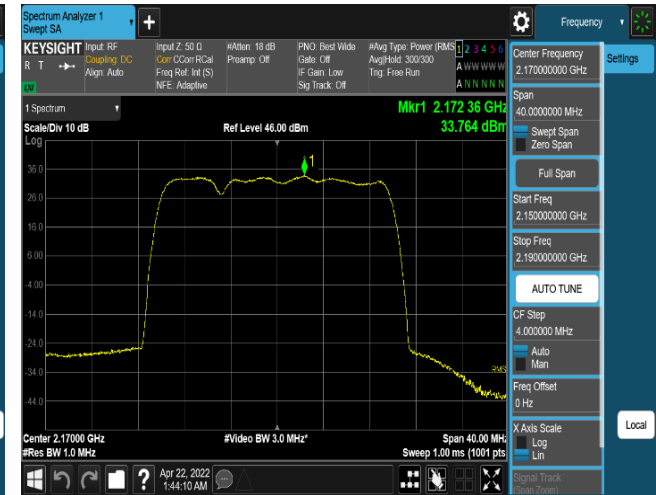 Spectrum Analyzer 1
Swept SA
Frequency
KEYSIGHT
R T
LXI
Input: RF
Coupling: DC
Align: Auto
Input Z: 50 Ω
Corr CCorr RCal
Freq Ref: Int (S)
NFE: Adaptive
#Atten: 18 dB
Preamp: Off
PNO: Best Wide
Gate: Off
IF Gain: Low
Sig Track: Off
#Avg Type: Power (RMS
Avg|Hold: 300/300
Trig: Free Run
1 2 3 4 5 6
A W W W W W
A N N N N N
1 Spectrum
Scale/Div 10 dB
Ref Level 46.00 dBm
Mkr1 2.172 36 GHz
33.764 dBm
Log
36.0
26.0
16.0
6.00
-4.00
-14.0
-24.0
-34.0
-44.0
1
RMS
Center 2.17000 GHz
#Res BW 1.0 MHz
#Video BW 3.0 MHz*
Span 40.00 MHz
Sweep 1.00 ms (1001 pts
Apr 22, 2022
1:44:10 AM
?
Center Frequency
2.170000000 GHz
Span
40.0000000 MHz
Swept Span
Zero Span
Full Span
Start Freq
2.150000000 GHz
Stop Freq
2.190000000 GHz
AUTO TUNE
CF Step
4.000000 MHz
Auto
Man
Freq Offset
0 Hz
X Axis Scale
Log
Lin
Signal Track
(Span Zoom)
Settings
Local